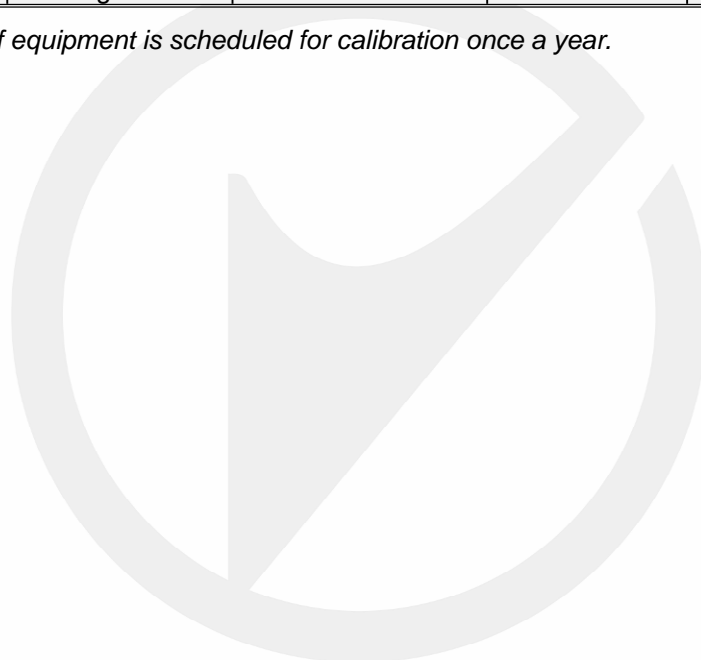 f equipment is scheduled for calibration once a year.